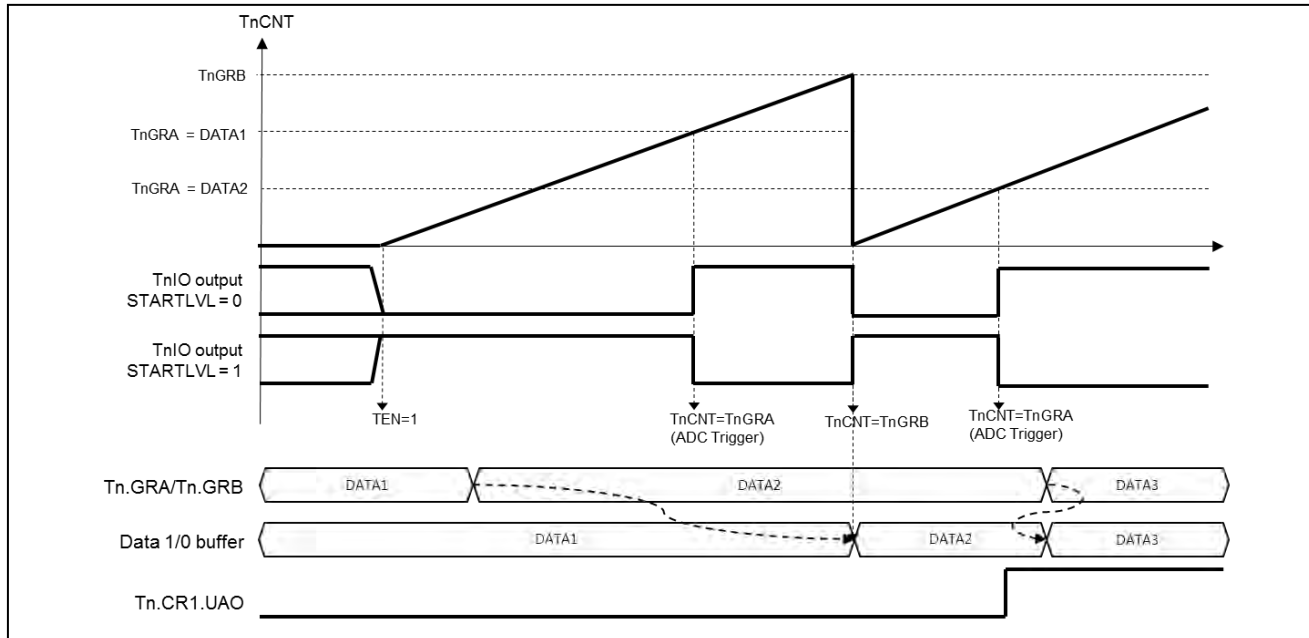 TnCNT
TnGRB
TnGRA = DATA1
TnGRA = DATA2
TnIO output
STARTLVL = 0
TnIO output
STARTLVL = 1
TEN=1
TnCNT=TnGRA
(ADC Trigger)
TnCNT=TnGRB
TnCNT=TnGRA
(ADC Trigger)
Tn.GRA/Tn.GRB
DATA1
DATA2
DATA3
Data 1/0 buffer
DATA1
DATA2
DATA3
Tn.CR1.UAO